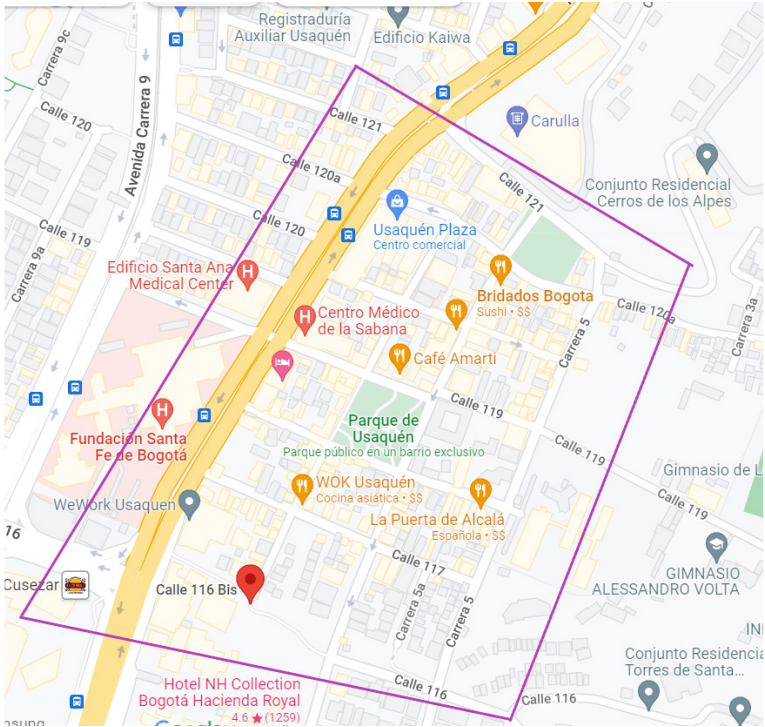 Registraduría
Auxiliar Usaquén
Edificio Kaiwa
Carrera 9c
Calle 120
Avenida Carrera 9
Calle 121
Carulla
Calle 120a
Conjunto Residencial
Cerros de los Alpes
Calle 121
Calle 119
Calle 120
Usaquén Plaza
Centro comercial
Carrera 9a
Edificio Santa Ana
Medical Center
H
Bridados Bogota
Sushi • $$
Calle 120a
Carrera 3a
H
Centro Médico
de la Sabana
Carrera 5
Café Amarti
Calle 119
H
Fundación Santa
Fe de Bogotá
Parque de
Usaquén
Parque público en un barrio exclusivo
Calle 119
Gimnasio de L
WOK Usaquén
Cocina asiática • $$
WeWork Usaquen
La Puerta de Alcalá
Española • $$
Calle 119
16
Calle 117
GIMNASIO
ALESSANDRO VOLTA
Cusezar
Calle 116 Bis
Carrera 5a
Carrera 5
Conjunto Residencia
Torres de Santa...
Calle 116
Calle 116
Hotel NH Collection
Bogotá Hacienda Royal
4.6 ★ (1259)